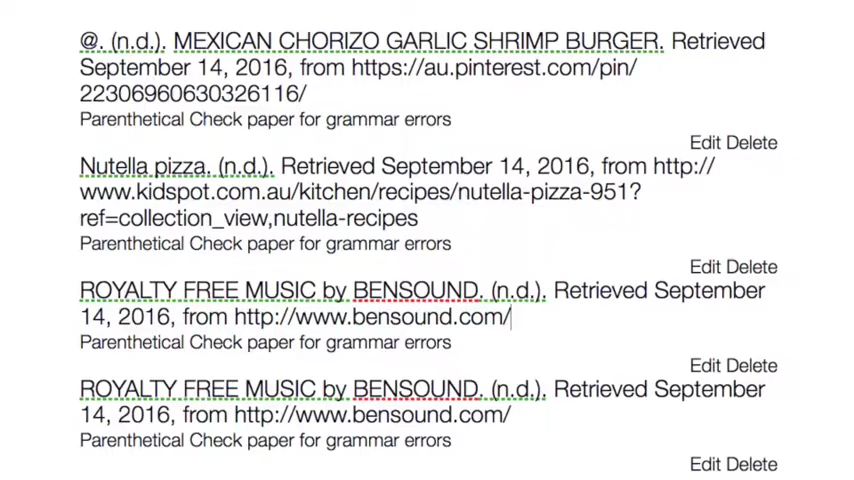 @. (n.d.). MEXICAN CHORIZO GARLIC SHRIMP BURGER. Retrieved
September 14, 2016, from https://au.pinterest.com/pin/
22306960630326116/
Parenthetical Check paper for grammar errors
Edit Delete
Nutella pizza. (n.d.). Retrieved September 14, 2016, from http://
www.kidspot.com.au/kitchen/recipes/nutella-pizza-951?
ref=collection_view,nutella-recipes
Parenthetical Check paper for grammar errors
Edit Delete
ROYALTY FREE MUSIC by BENSOUND. (n.d.). Retrieved September
14, 2016, from http://www.bensound.com/
Parenthetical Check paper for grammar errors
Edit Delete
ROYALTY FREE MUSIC by BENSOUND. (n.d.). Retrieved September
14, 2016, from http://www.bensound.com/
Parenthetical Check paper for grammar errors
Edit Delete